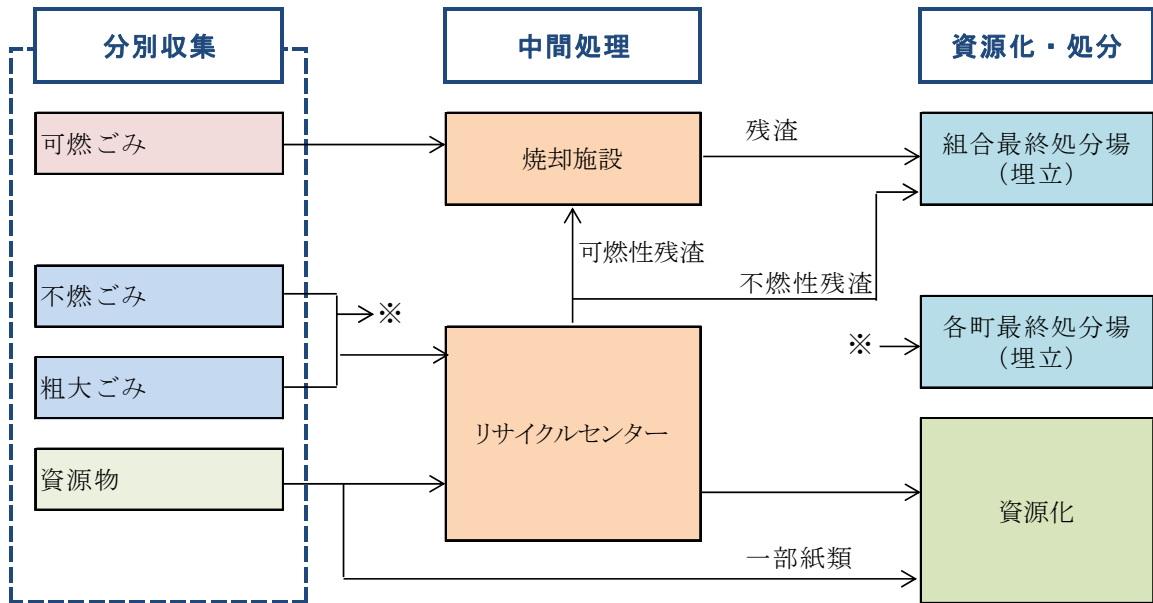 分別収集
中間処理
資源化・処分
可燃ごみ
焼却施設
残渣
組合最終処分場
(埋立)
可燃性残渣
不燃性残渣
不燃ごみ
※
※
各町最終処分場
(埋立)
粗大ごみ
リサイクルセンター
資源物
資源化
一部紙類